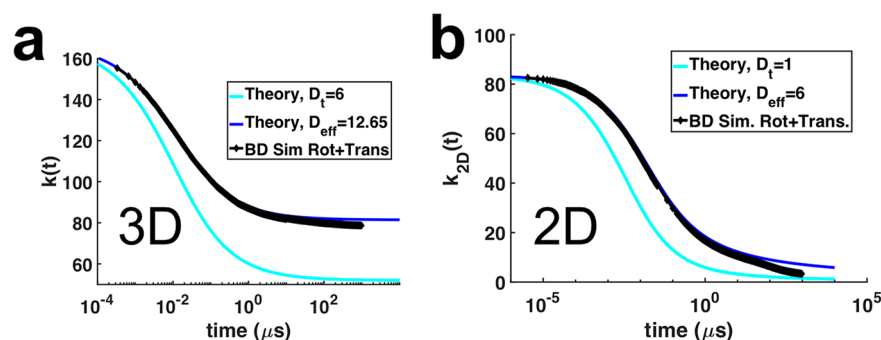 a
160
140
120
100
80
60
k(t)
Theory, D_t=6
Theory, D_eff=12.65
BD Sim Rot+Trans
3D
10^-4
10^-2
10^0
10^2
time (μs)
b
100
80
60
40
20
0
k_2D(t)
Theory, D_t=1
Theory, D_eff=6
BD Sim. Rot+Trans.
2D
10^-5
10^0
10^5
time (μs)